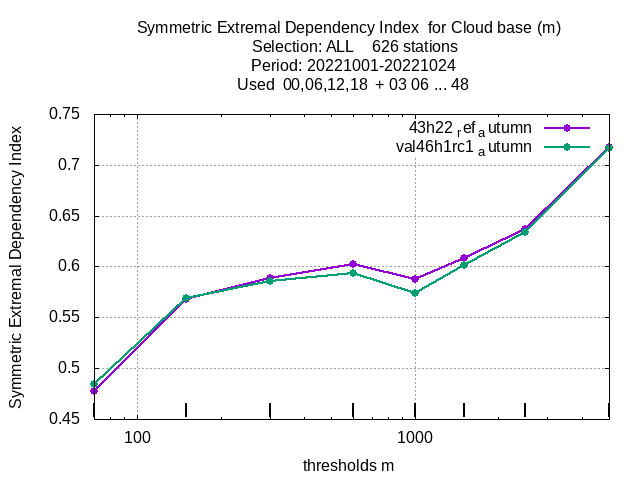 Symmetric Extremal Dependency Index  for Cloud base (m)
Selection: ALL    626 stations
Period: 20221001-20221024
Used  00,06,12,18  + 03 06 ... 48
43h22 ref autumn
val46h1rc1 autumn
0.75
0.7
0.65
0.6
0.55
0.5
0.45
Symmetric Extremal Dependency Index
100
1000
thresholds m